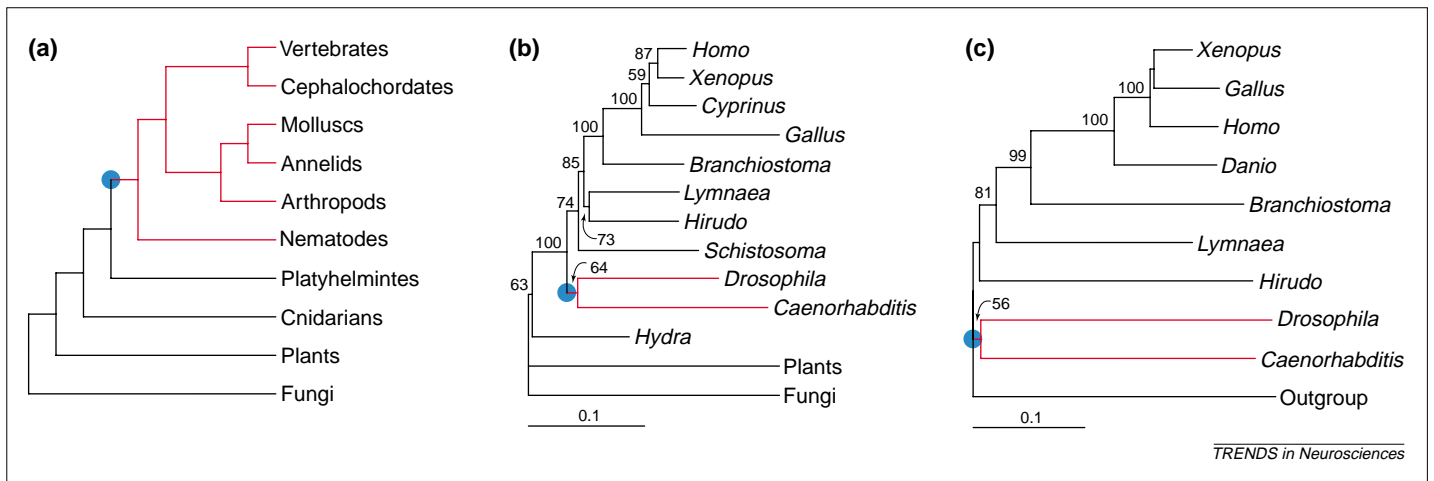 (a)
Vertebrates
Cephalochordates
Molluscs
Annelids
Arthropods
Nematodes
Platyhelmintes
Cnidarians
Plants
Fungi
(b)
87
Homo
59
Xenopus
100
Cyprinus
100
Gallus
85
Branchiostoma
74
Lymnaea
Hirudo
73
100
Schistosoma
64
Drosophila
63
Caenorhabditis
Hydra
Plants
Fungi
0.1
(c)
Xenopus
100
Gallus
100
Homo
99
Danio
81
Branchiostoma
Lymnaea
Hirudo
56
Drosophila
Caenorhabditis
Outgroup
0.1
TRENDS in Neurosciences